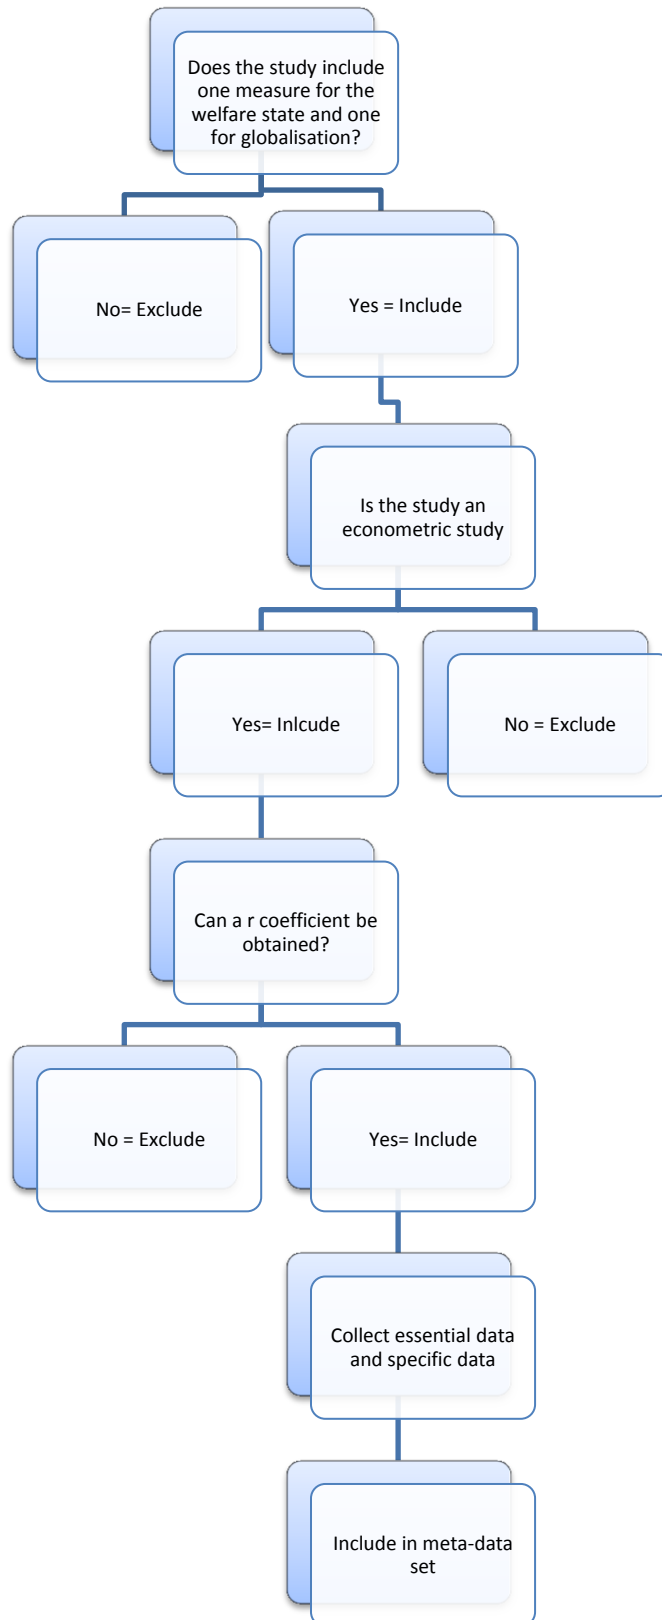 Does the study include
one measure for the
welfare state and one
for globalisation?
No= Exclude
Yes = Include
Is the study an
econometric study
Yes= Inlcude
No = Exclude
Can a r coefficient be
obtained?
No = Exclude
Yes= Include
Collect essential data
and specific data
Include in meta-data
set